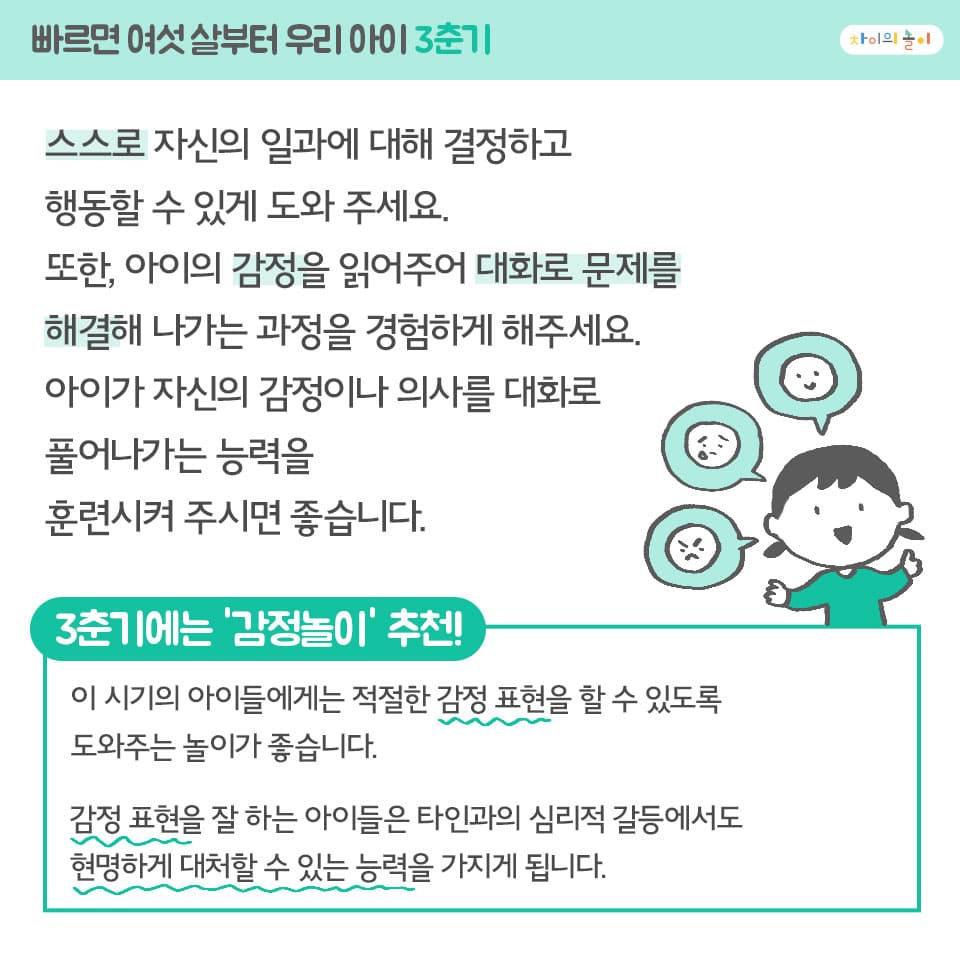 빠르면 여섯 살부터 우리 아이 3춘기
차이의 놀이
스스로 자신의 일과에 대해 결정하고
행동할 수 있게 도와 주세요.
또한, 아이의 감정을 읽어주어 대화로 문제를
해결해 나가는 과정을 경험하게 해주세요.
아이가 자신의 감정이나 의사를 대화로
풀어나가는 능력을
훈련시켜 주시면 좋습니다.
3춘기에는 '감정놀이' 추천!
이 시기의 아이들에게는 적절한 감정 표현을 할 수 있도록
도와주는 놀이가 좋습니다.
감정 표현을 잘 하는 아이들은 타인과의 심리적 갈등에서도
현명하게 대처할 수 있는 능력을 가지게 됩니다.